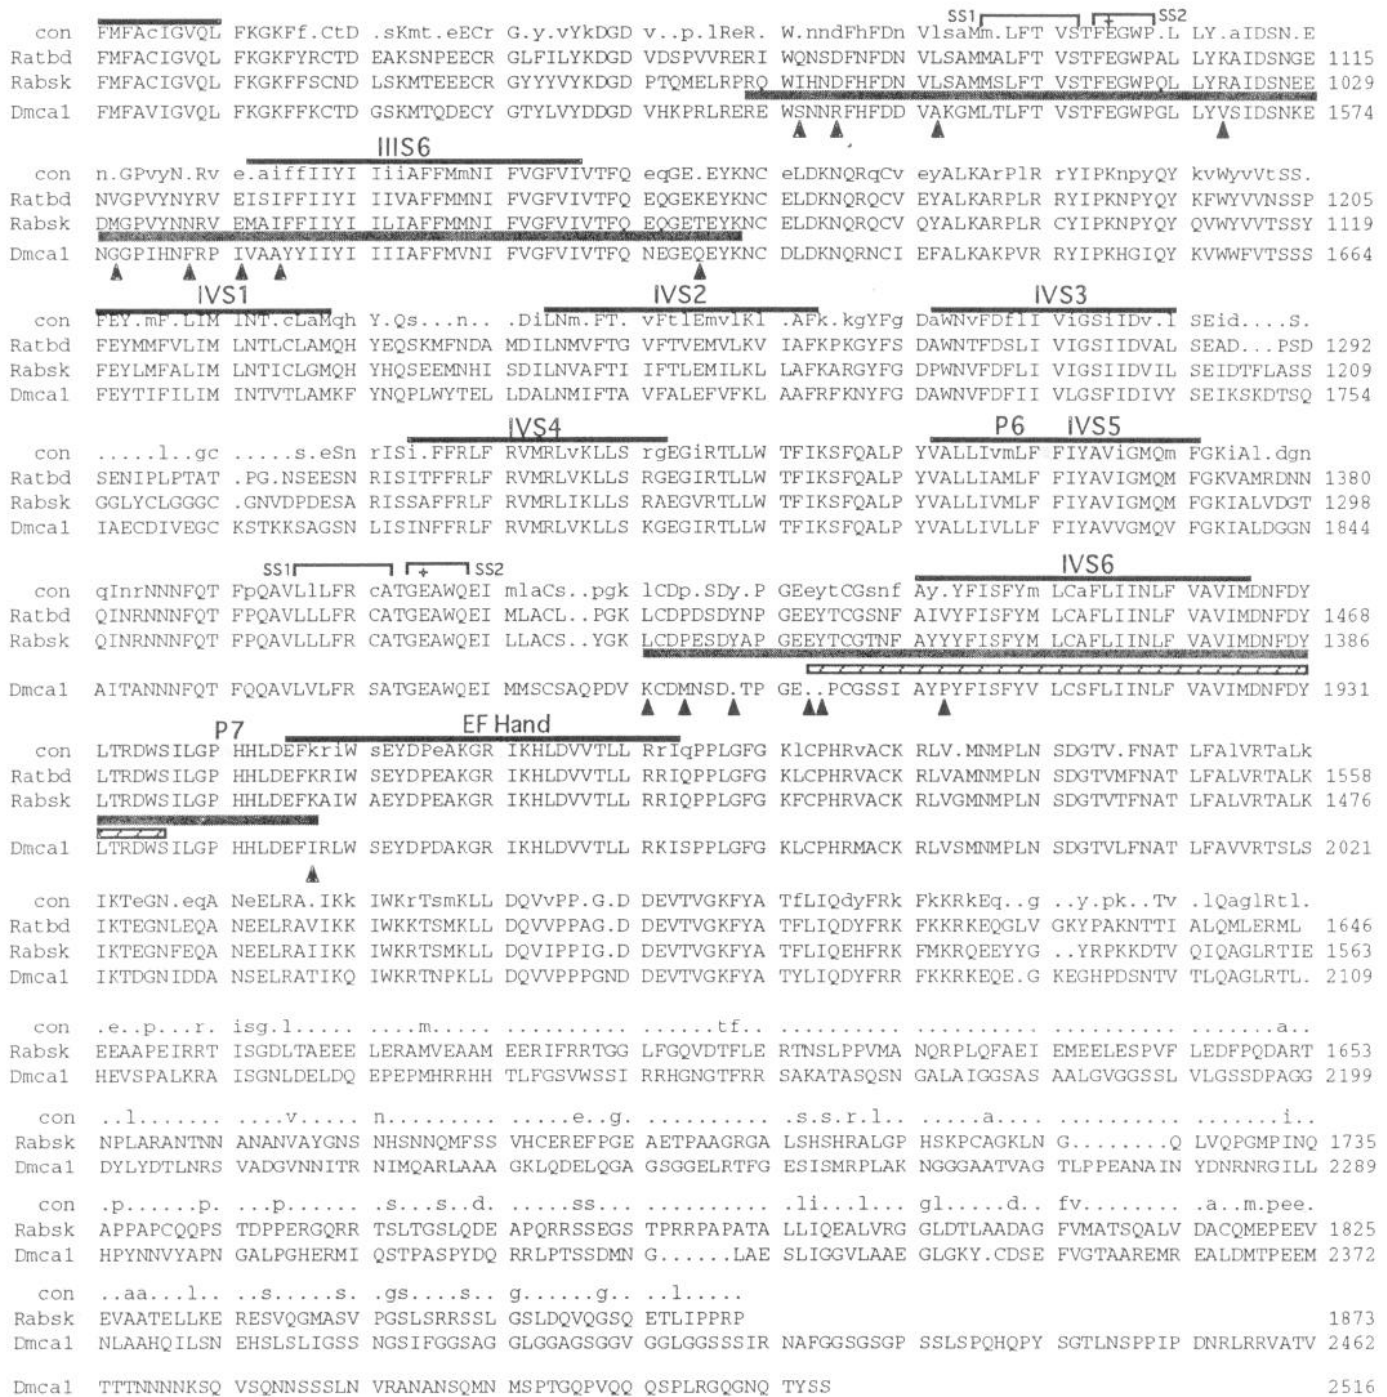 SS1 + SS2
con FMFAcIGVQL FKGKFf.CtD .sKmt.eECr G.y.vYkDGD v..p.lReR. W.nndFhFDn VlsaMm.LFT VSTFEGWP.L LY.aIDSN.E
Ratbd FMFACIGVQL FKGKFYRCTD EAKSNPEECR GLFILYKDGD VDSPVVRERI WQNSDFNFDN VLSAMMALFT VSTFEGWPAL LYKAIDSNGE 1115
Rabsk FMFACIGVQL FKGKFFSCND LSKMTEEECR GYYYVYKDGD PTQMELRPRQ WIHNDFHFDN VLSAMMSLFT VSTFEGWPQL LYRAIDSNEE 1029
Dmca1 FMFAVIGVQL FKGKFFKCTD GSKMTQDECY GTYLVYDDGD VHKPRLRERE WSNNRFHFDD VAKGMLTLFT VSTFEGWPGL LYVSIDSNKE 1574
IIIS6
con n.GPvyN.Rv e.aiffIIYI IiiAFFMmNI FVGFVIVTFQ eqGE.EYKNC eLDKNQRqCv eyALKArPlR rYIPKnpyQY kvWyvVtSS.
Ratbd NVGPVYNYRV EISIFFIIYI IIVAFFMMNI FVGFVIVTFQ EQGEKEYKNC ELDKNQRQCV EYALKARPLR RYIPKNPYQY KFWYVVNSSP 1205
Rabsk DMGPVYNNRV EMAIFFIIYI ILIAFFMMNI FVGFVIVTFQ EQGETEYKNC ELDKNQRQCV QYALKARPLR CYIPKNPYQY QVWYVVTSSY 1119
Dmca1 NGGPIHNFRP IVAAYYIIYI IIIAFFMVNI FVGFVIVTFQ NEGEQEYKNC DLDKNQRNCI EFALKAKPVR RYIPKHGIQY KVWWFVTSSS 1664
IVS1 IVS2 IVS3
con FEY.mF.LIM lNT.cLaMqh Y.Qs...n.. .DiLNm.FT. vFtlEmvlKl .AFk.kgYFg DaWNvFDflI ViGSiIDv.l SEid....S.
Ratbd FEYMMFVLIM LNTLCLAMQH YEQSKMFNDA MDILNMVFTG VFTVEMVLKV IAFKPKGYFS DAWNTFDSLI VIGSIIDVAL SEAD...PSD 1292
Rabsk FEYLMFALIM LNTICLGMQH YHQSEEMNHI SDILNVAFTI IFTLEMILKL LAFKARGYFG DPWNVFDFLI VIGSIIDVIL SEIDTFLASS 1209
Dmca1 FEYTIFILIM INTVTLAMKF YNQPLWYTEL LDALNMIFTA VFALEFVFKL AAFRFKNYFG DAWNVFDFII VLGSFIDIVY SEIKSKDTSQ 1754
IVS4 P6 IVS5
con .....l..gc .....s.eSn rISi.FFRLF RVMRLvKLLS rgEGiRTLLW TFIKSFQALP YVALLIvmLF FIYAViGMQm FGKiAl.dgn
Ratbd SENIPLPTAT .PG.NSEESN RISITFFRLF RVMRLVKLLS RGEGIRTLLW TFIKSFQALP YVALLIAMLF FIYAVIGMQM FGKVAMRDNN 1380
Rabsk GGLYCLGGGC .GNVDPDESA RISSAFFRLF RVMRLIKLLS RAEGVRTLLW TFIKSFQALP YVALLIVMLF FIYAVIGMQM FGKIALVDGT 1298
Dmca1 IAECDIVEGC KSTKKSAGSN LISINFFRLF RVMRLVKLLS KGEGIRTLLW TFIKSFQALP YVALLIVLLF FIYAVVGMQV FGKIALDGGN 1844
SS1 + SS2 IVS6
con qInrNNNFQT FpQAVLlLFR cATGEAWQEI mlaCs..pgk lCDp.SDy.P GEeytCGsnf Ay.YFISFYm LCaFLIINLF VAVIMDNFDY
Ratbd QINRNNNFQT FPQAVLLLFR CATGEAWQEI MLACL..PGK LCDPDSDYNP GEEYTCGSNF AIVYFISFYM LCAFLIINLF VAVIMDNFDY 1468
Rabsk QINRNNNFQT FPQAVLLLFR CATGEAWQEI LLACS..YGK LCDPESDYAP GEEYTCGTNF AYYYFISFYM LCAFLIINLF VAVIMDNFDY 1386
Dmca1 AITANNNFQT FQQAVLVLFR SATGEAWQEI MMSCSAQPDV KCDMNSD.TP GE..PCGSSI AYPYFISFYV LCSFLIINLF VAVIMDNFDY 1931
P7 EF Hand
con LTRDWSILGP HHLDEFkriW sEYDPeAKGR IKHLDVVTLL RrIqPPLGFG KlCPHRvACK RLV.MNMPLN SDGTV.FNAT LFAlVRTaLk
Ratbd LTRDWSILGP HHLDEFKRIW SEYDPEAKGR IKHLDVVTLL RRIQPPLGFG KLCPHRVACK RLVAMNMPLN SDGTVMFNAT LFALVRTALK 1558
Rabsk LTRDWSILGP HHLDEFKAIW AEYDPEAKGR IKHLDVVTLL RRIQPPLGFG KFCPHRVACK RLVGMNMPLN SDGTVTFNAT LFALVRTALK 1476
Dmca1 LTRDWSILGP HHLDEFIRLW SEYDPDAKGR IKHLDVVTLL RKISPPLGFG KLCPHRMACK RLVSMNMPLN SDGTVLFNAT LFAVVRTSLS 2021
con IKTeGN.eqA NeELRA.IKk IWKrTsmKLL DQVvPP.G.D DEVTVGKFYA TfLIQdyFRk FkKRkEq..g ..y.pk..Tv .lQaglRtl.
Ratbd IKTEGNLEQA NEELRAVIKK IWKKTSMKLL DQVVPPAG.D DEVTVGKFYA TFLIQDYFRK FKKRKEQGLV GKYPAKNTTI ALQMLERML 1646
Rabsk IKTEGNFEQA NEELRAIIKK IWKRTSMKLL DQVIPPIG.D DEVTVGKFYA TFLIQEHFRK FMKRQEEYYG ..YRPKKDTV QIQAGLRTIE 1563
Dmca1 IKTDGNIDDA NSELRATIKQ IWKRTNPKLL DQVVPPPGND DEVTVGKFYA TYLIQDYFRR FKKRKEQE.G KEGHPDSNTV TLQAGLRTL. 2109
con .e..p...r. isg.l..... ....m..... .......... ......tf.. .......... .......... .......... .......a..
Rabsk EEAAPEIRRT ISGDLTAEEE LERAMVEAAM EERIFRRTGG LFGQVDTFLE RTNSLPPVMA NQRPLQFAEI EMEELESPVF LEDFPQDART 1653
Dmca1 HEVSPALKRA ISGNLDELDQ EPEPMHRRHH TLFGSVWSSI RRHGNGTFRR SAKATASQSN GALAIGGSAS AALGVGGSSL VLGSSDPAGG 2199
con ..l....... ....v..... n......... .....e..g. .......... .s.s.r.l.. .....a.... .......... .......i..
Rabsk NPLARANTNN ANANVAYGNS NHSNNQMFSS VHCEREFPGE AETPAAGRGA LSHSHRALGP HSKPCAGKLN G........Q LVQPGMPINQ 1735
Dmca1 DYLYDTLNRS VADGVNNITR NIMQARLAAA GKLQDELQGA GSGGELRTFG ESISMRPLAK NGGGAATVAG TLPPEANAIN YDNRNRGILL 2289
con .p......p. ...p...... .s...s..d. .....ss... .......... .li...l... gl....d... fv........ .a..m.pee.
Rabsk APPAPCQQPS TDPPERGQRR TSLTGSLQDE APQRRSSEGS TPRRPAPATA LLIQEALVRG GLDTLAADAG FVMATSQALV DACQMEPEEV 1825
Dmca1 HPYNNVYAPN GALPGHERMI QSTPASPYDQ RRLPTSSDMN G......LAE SLIGGVLAAE GLGKY.CDSE FVGTAAREMR EALDMTPEEM 2372
con ..aa...l.. ..s.....s. .gs....s.. g.....g... ..l.....
Rabsk EVAATELLKE RESVQGMASV PGSLSRRSSL GSLDQVQGSQ ETLIPPRP 1873
Dmca1 NLAAHQILSN EHSLSLIGSS NGSIFGGSAG GLGGAGSGGV GGLGGSSSIR NAFGGSGSGP SSLSPQHQPY SGTLNSPPIP DNRLRRVATV 2462
Dmca1 TTTNNNNKSQ VSQNNSSSLN VRANANSQMN MSPTGQPVQQ QSPLRGQGNQ TYSS 2516